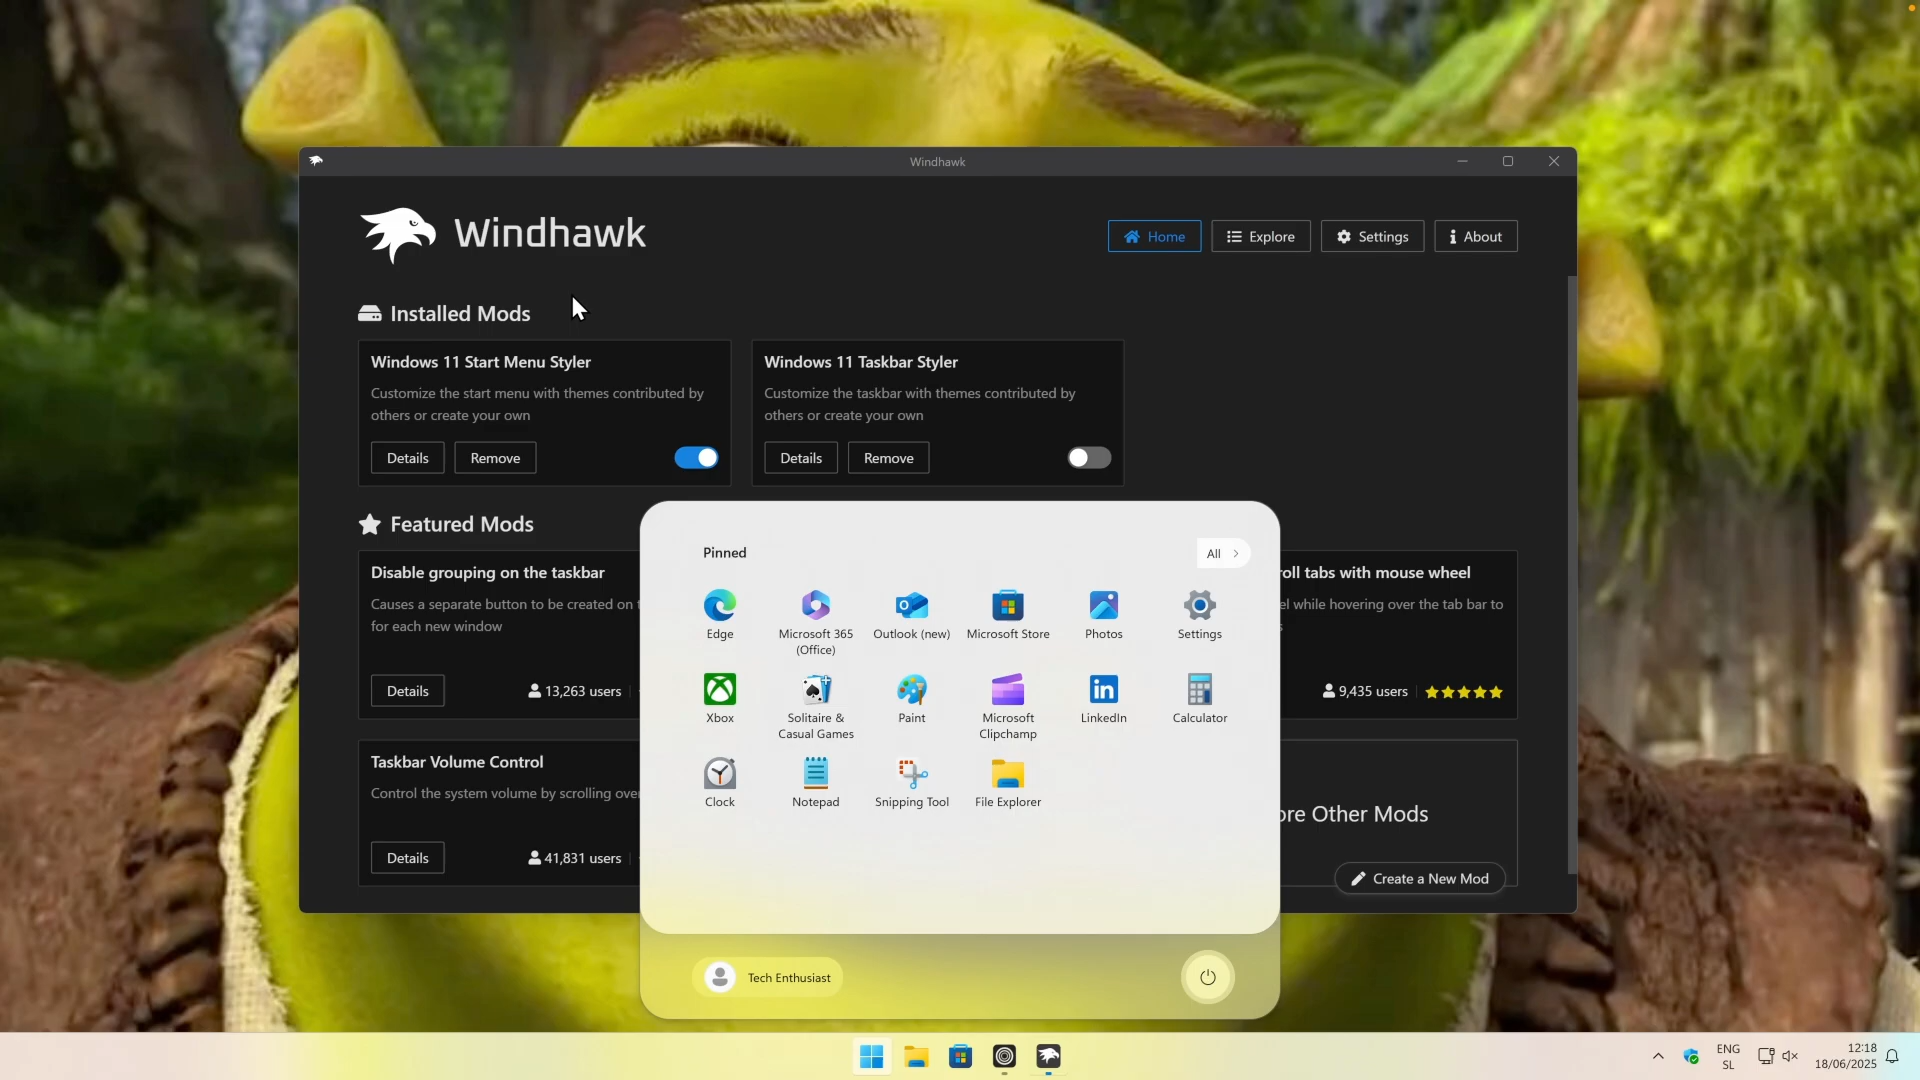 Windhawk
Windhawk
Home
Explore
Settings
About
Installed Mods
Windows 11 Start Menu Styler
Customize the start menu with themes contributed by
others or create your own
Details
Remove
Windows 11 Taskbar Styler
Customize the taskbar with themes contributed by
others or create your own
Details
Remove
Featured Mods
Disable grouping on the taskbar
Causes a separate button to be created on
for each new window
Details
13,263 users
roll tabs with mouse wheel
el while hovering over the tab bar to
9,435 users
Taskbar Volume Control
Control the system volume by scrolling over
Details
41,831 users
ore Other Mods
Create a New Mod
Pinned
All
Edge
Microsoft 365
(Office)
Outlook (new)
Microsoft Store
Photos
Settings
Xbox
Solitaire &
Casual Games
Paint
Microsoft
Clipchamp
LinkedIn
Calculator
Clock
Notepad
Snipping Tool
File Explorer
Tech Enthusiast
ENG
SL
12:18
18/06/2025